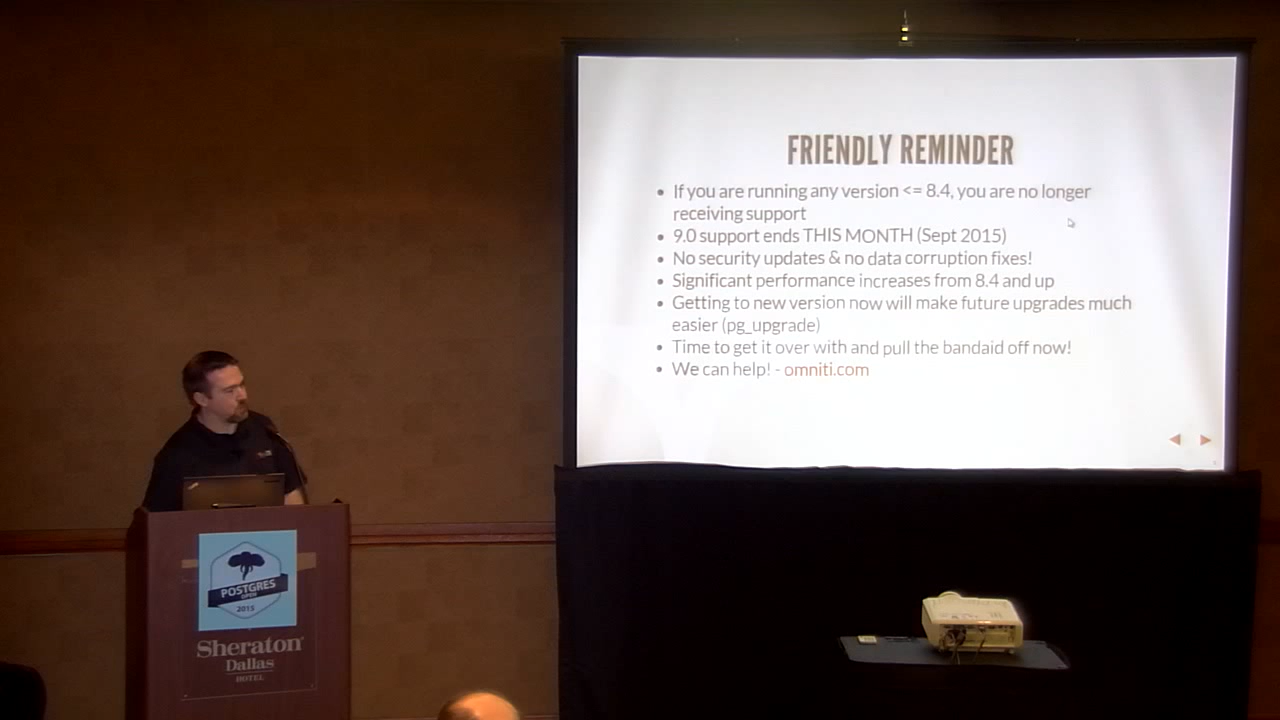 FRIENDLY REMINDER
• If you are running any version <= 8.4, you are no longer
receiving support
• 9.0 support ends THIS MONTH (Sept 2015)
• No security updates & no data corruption fixes!
• Significant performance increases from 8.4 and up
• Getting to new version now will make future upgrades much
easier (pg_upgrade)
• Time to get it over with and pull the bandaid off now!
• We can help! - omniti.com
POSTGRES
OPEN
2015
Sheraton
Dallas
HOTEL